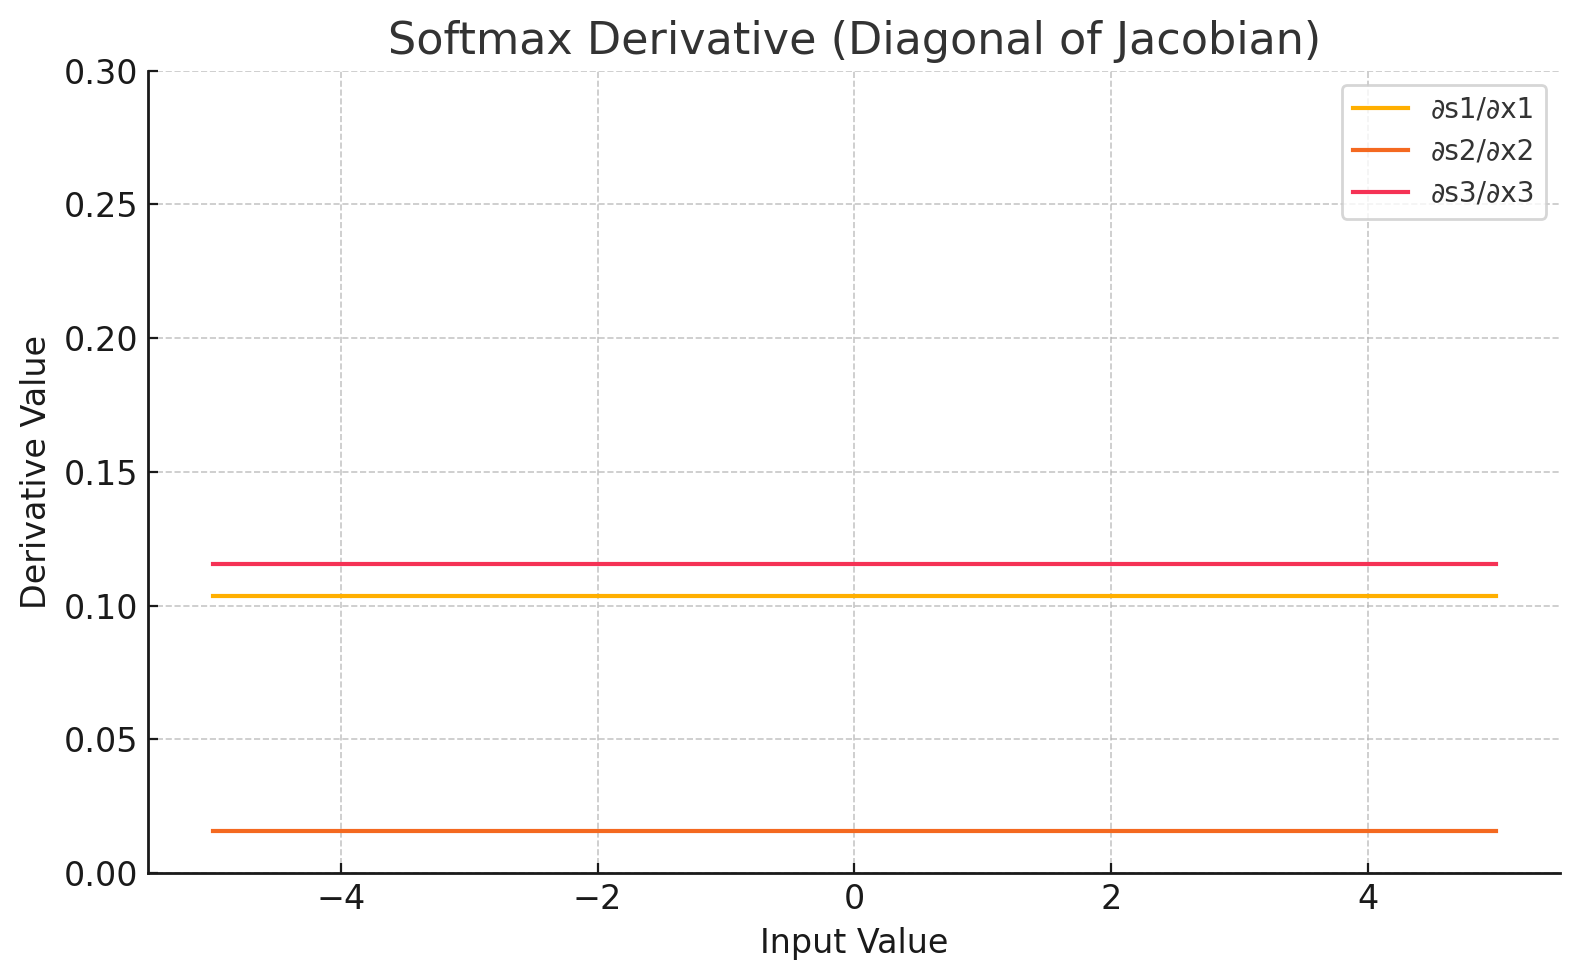 Softmax Derivative (Diagonal of Jacobian)
0.30
0.25
0.20
0.15
0.10
0.05
0.00
Derivative Value
∂s1/∂x1
∂s2/∂x2
∂s3/∂x3
−4 −2 0 2 4
Input Value